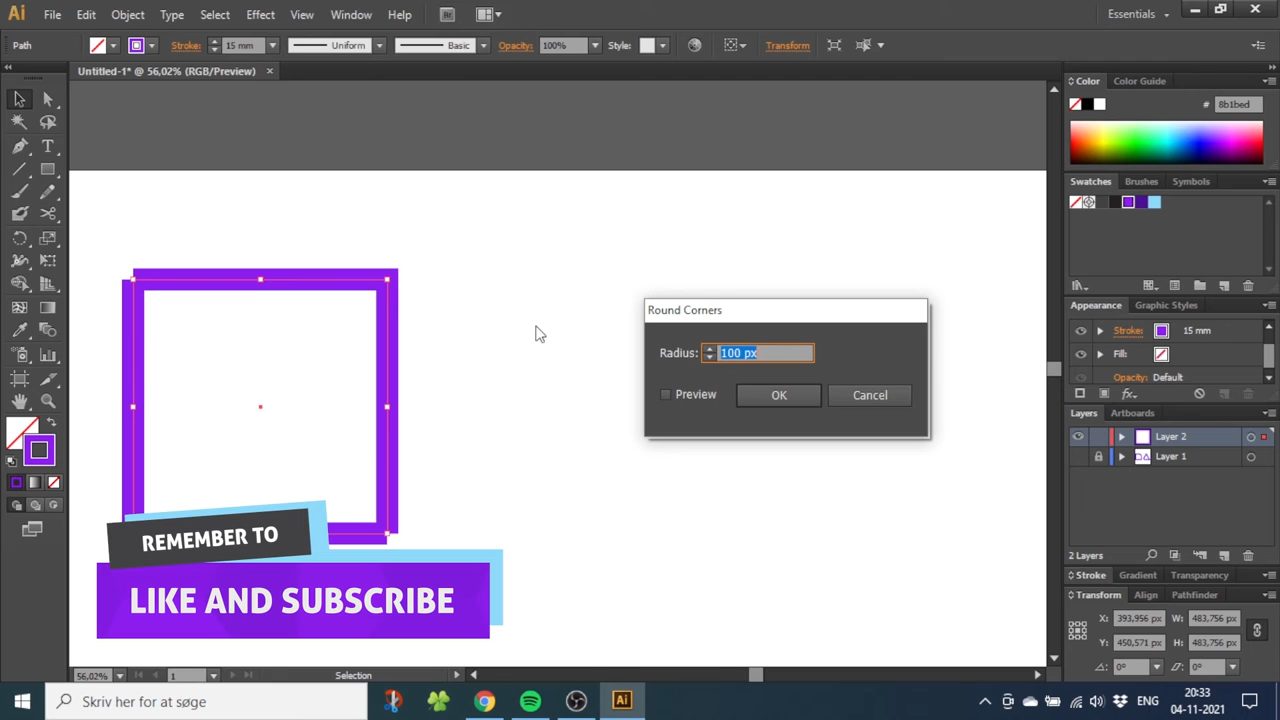 Ai File Edit Object Type Select Effect View Window Help Br Essentials
Path Stroke: 15 mm Uniform Basic Opacity: 100% Style: Transform
Untitled-1* @ 56,02% (RGB/Preview) ×
Color Color Guide
# 8b1bed
Swatches Brushes Symbols
Appearance Graphic Styles
Stroke: 15 mm
Fill:
Opacity: Default
fx
Round Corners
Radius: 100 px
Preview OK Cancel
Layers Artboards
Layer 2
Layer 1
2 Layers
REMEMBER TO
LIKE AND SUBSCRIBE
Stroke Gradient Transparency
Transform Align Pathfinder
X: 393,956 px W: 483,756 px
Y: 450,571 px H: 483,756 px
0° 0°
56,02% 1 Selection
Skriv her for at søge
Ai
ENG
20:33
04-11-2021